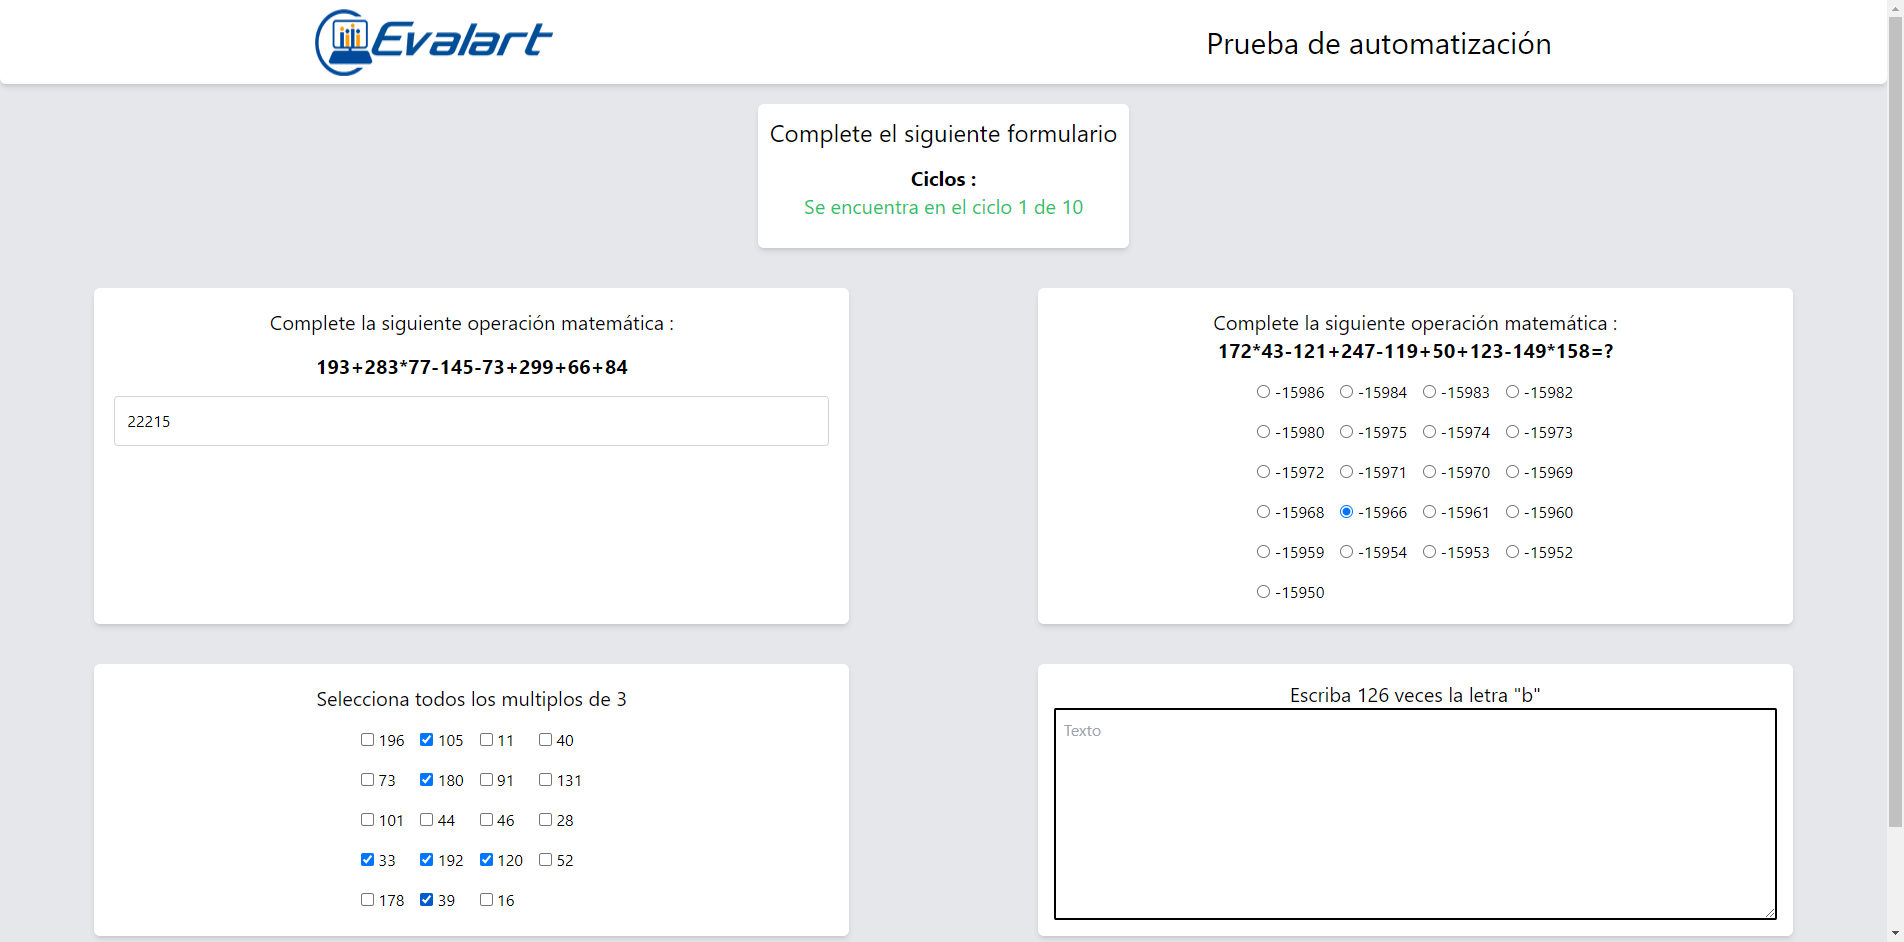 Evalart
Prueba de automatización
Complete el siguiente formulario
Ciclos :
Se encuentra en el ciclo 1 de 10
Complete la siguiente operación matemática :
193+283*77-145-73+299+66+84
22215
Complete la siguiente operación matemática :
172*43-121+247-119+50+123-149*158=?
-15986 -15984 -15983 -15982
-15980 -15975 -15974 -15973
-15972 -15971 -15970 -15969
-15968 -15966 -15961 -15960
-15959 -15954 -15953 -15952
-15950
Selecciona todos los multiplos de 3
196 105 11 40
73 180 91 131
101 44 46 28
33 192 120 52
178 39 16
Escriba 126 veces la letra "b"
Texto